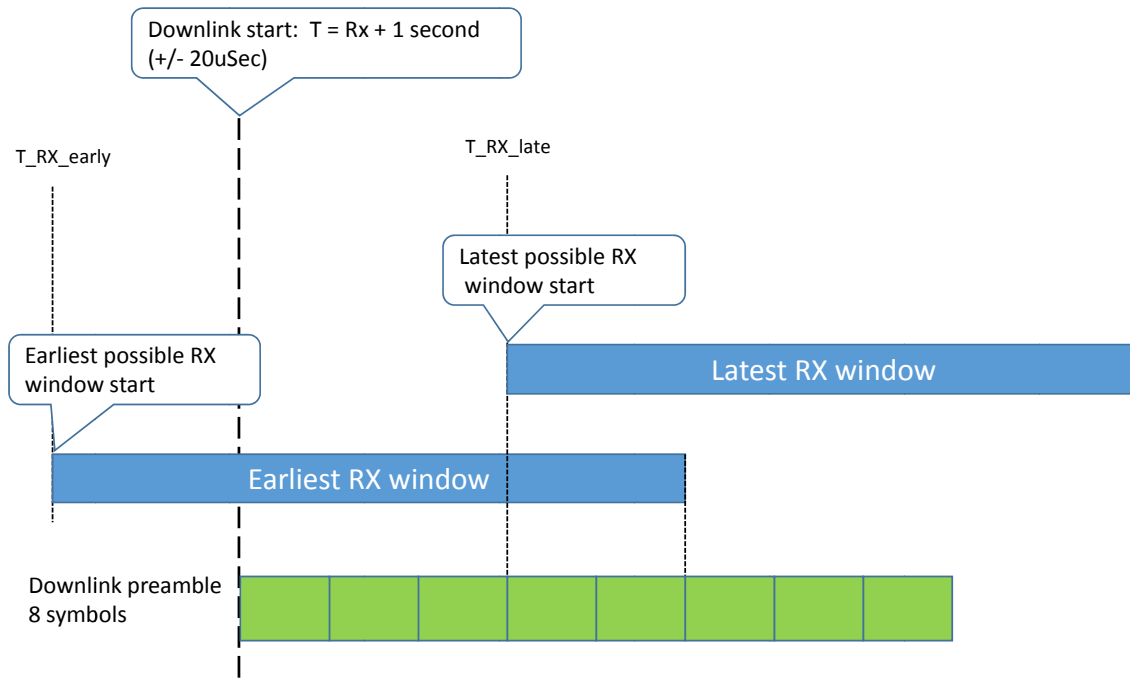 Downlink start:  T = Rx + 1 second
(+/- 20uSec)
T_RX_early
T_RX_late
Latest possible RX
window start
Earliest possible RX
window start
Latest RX window
Earliest RX window
Downlink preamble
8 symbols